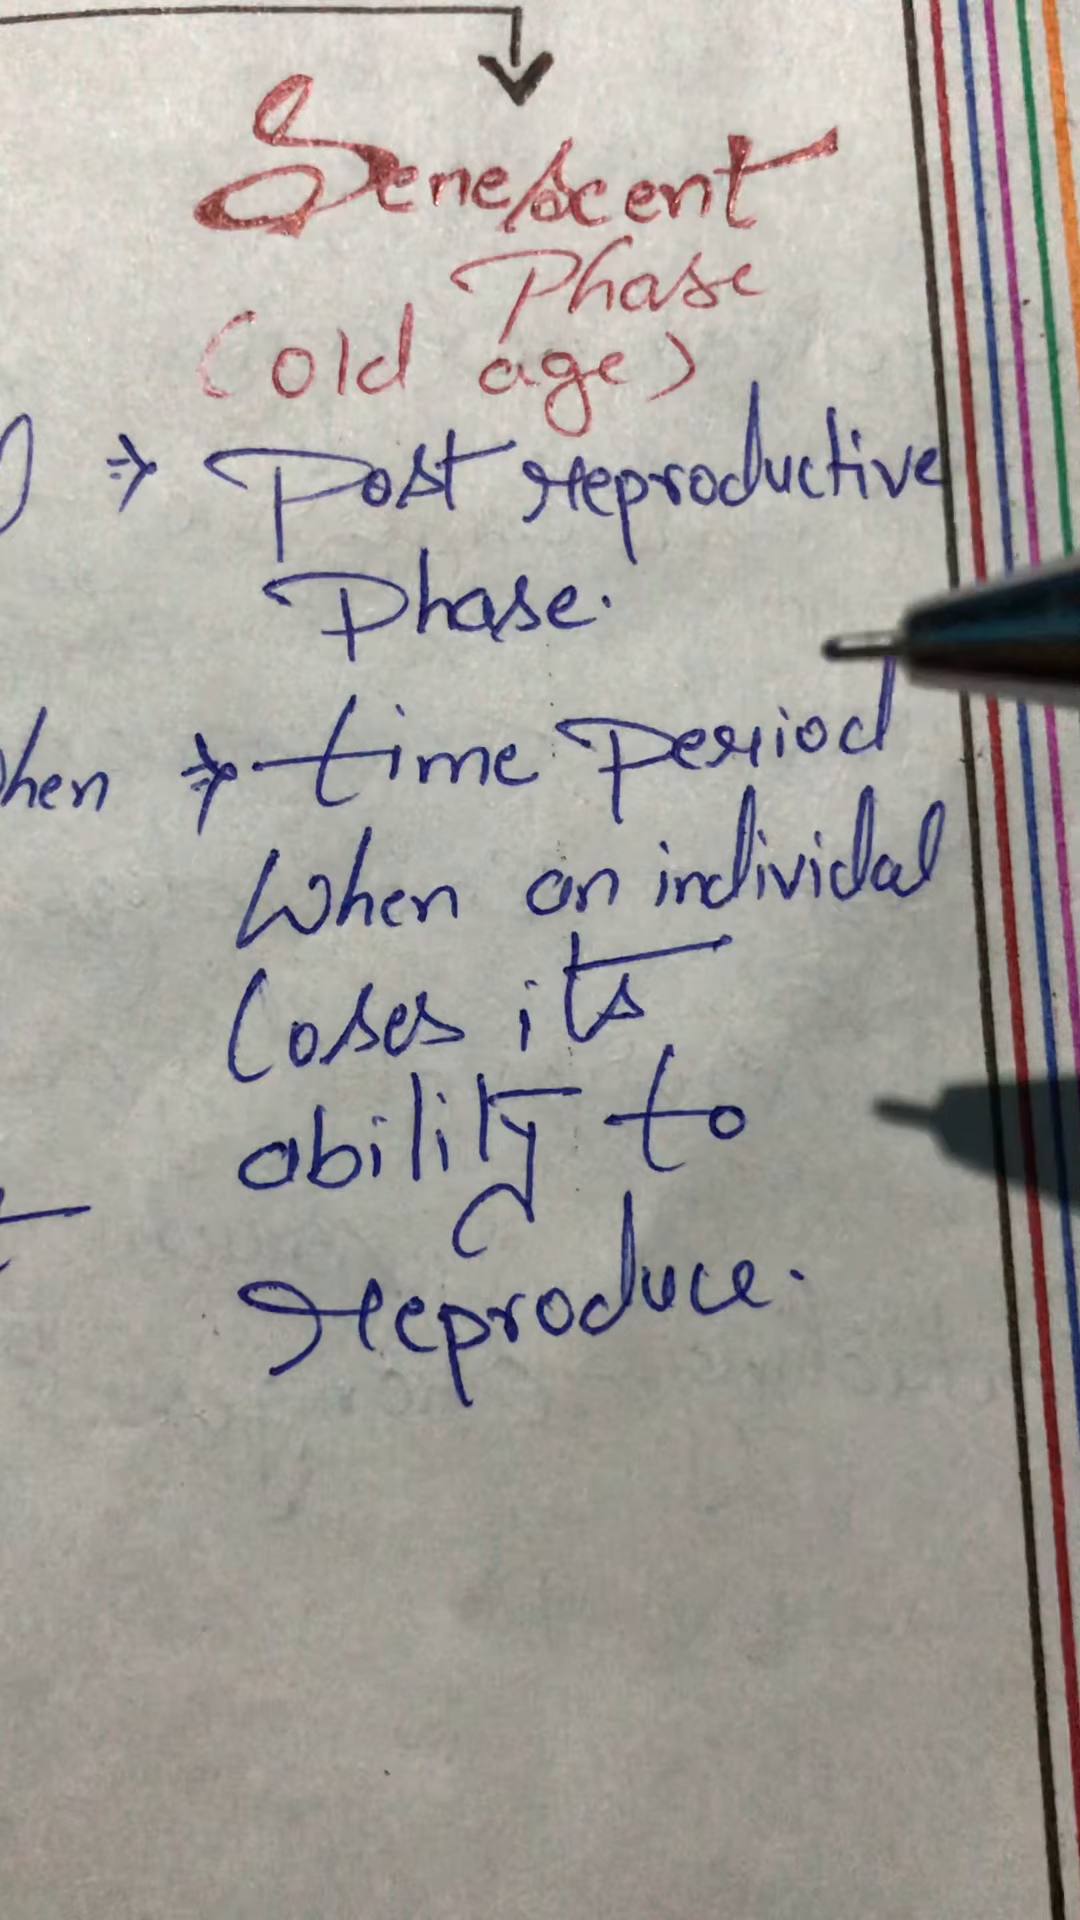 Senescent
Phase
(old age)
⇒ Post reproductive
Phase.
hen ⇒ time Period
When an individal
loses its
ability to
reproduce.